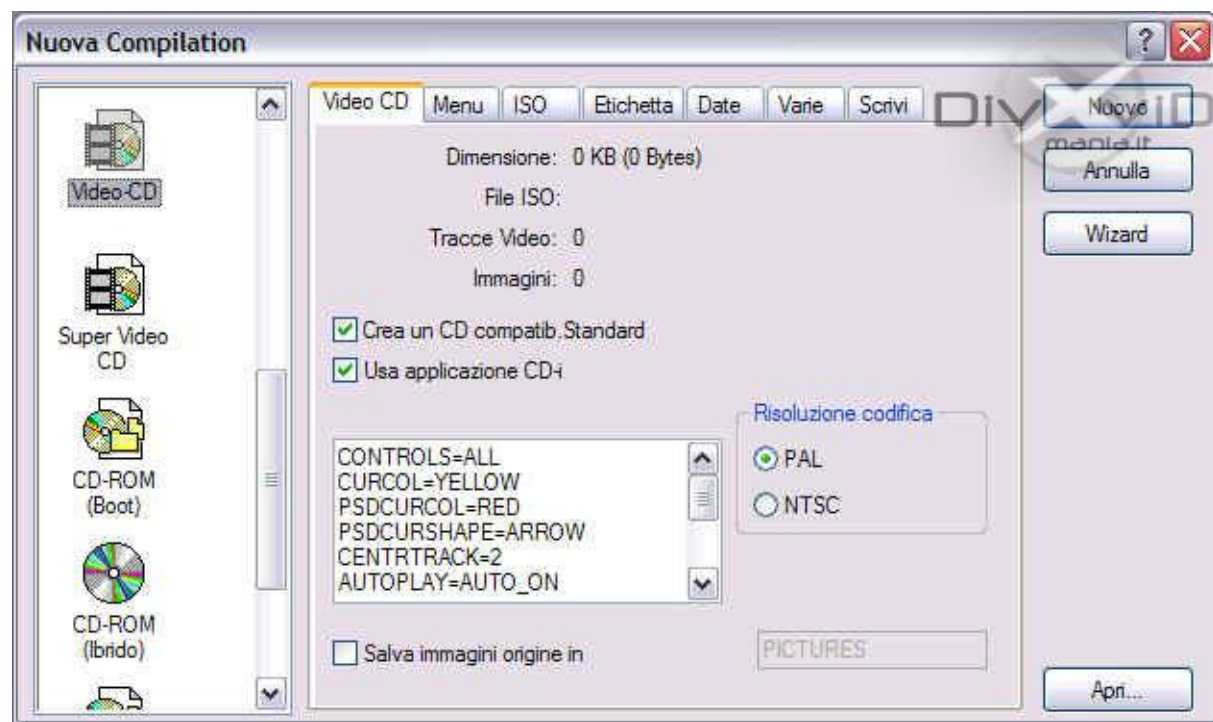 Nuova Compilation
Video-CD
Super Video
CD
CD-ROM
(Boot)
CD-ROM
(Ibrido)
Video CD
Menu
ISO
Etichetta
Date
Varie
Scrivi
Dimensione: 0 KB (0 Bytes)
File ISO:
Tracce Video: 0
Immagini: 0
Crea un CD compatib.Standard
Usa applicazione CD-i
CONTROLS=ALL
CURCOL=YELLOW
PSDCURCOL=RED
PSDCURSHAPE=ARROW
CENTRTRACK=2
AUTOPLAY=AUTO_ON
Risoluzione codifica
PAL
NTSC
Salva immagini origine in
PICTURES
Nuovo
Annulla
Wizard
Apri...
mania.it